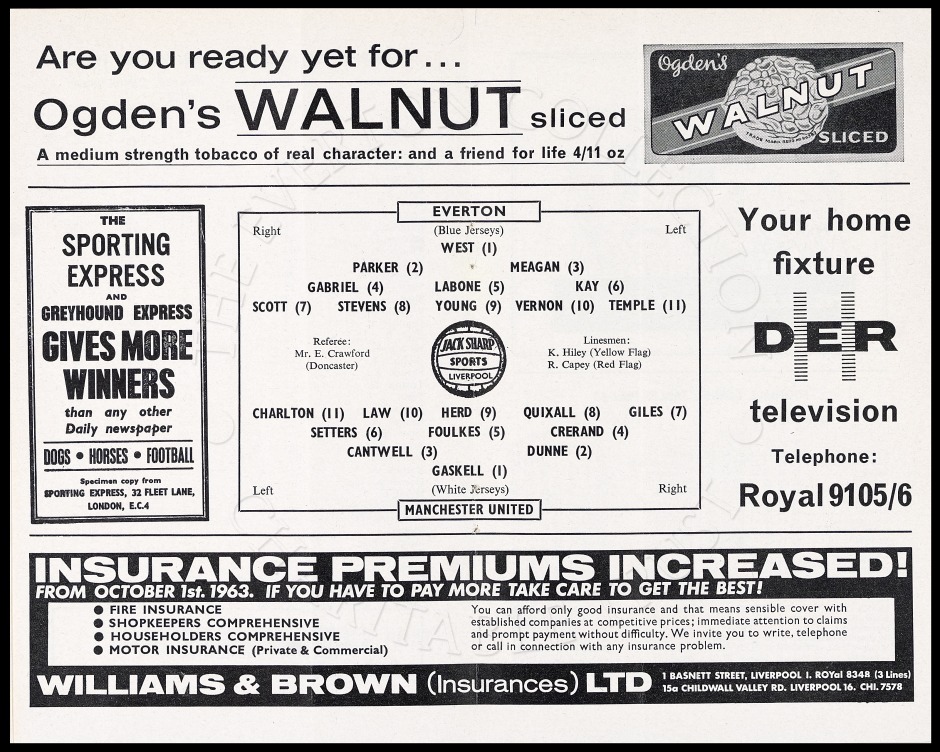 Are you ready yet for...
Ogden's WALNUT sliced
A medium strength tobacco of real character: and a friend for life 4/11 oz
Ogden's
WALNUT
SLICED
THE
SPORTING
EXPRESS
AND
GREYHOUND EXPRESS
GIVES MORE
WINNERS
than any other
Daily newspaper
DOGS • HORSES • FOOTBALL
Specimen copy from
SPORTING EXPRESS, 32 FLEET LANE,
LONDON, E.C.4
EVERTON
Right (Blue Jerseys) Left
WEST (1)
PARKER (2) MEAGAN (3)
GABRIEL (4) LABONE (5) KAY (6)
SCOTT (7) STEVENS (8) YOUNG (9) VERNON (10) TEMPLE (11)
Referee:
Mr. E. Crawford
(Doncaster)
JACK SHARP
SPORTS
LIVERPOOL
Linesmen:
K. Hiley (Yellow Flag)
R. Capey (Red Flag)
CHARLTON (11) LAW (10) HERD (9) QUIXALL (8) GILES (7)
SETTERS (6) FOULKES (5) CRERAND (4)
CANTWELL (3) DUNNE (2)
GASKELL (1)
Left (White Jerseys) Right
MANCHESTER UNITED
Your home
fixture
DER
television
Telephone:
Royal 9105/6
INSURANCE PREMIUMS INCREASED!
FROM OCTOBER 1st. 1963. IF YOU HAVE TO PAY MORE TAKE CARE TO GET THE BEST!
● FIRE INSURANCE
● SHOPKEEPERS COMPREHENSIVE
● HOUSEHOLDERS COMPREHENSIVE
● MOTOR INSURANCE (Private & Commercial)
You can afford only good insurance and that means sensible cover with
established companies at competitive prices; immediate attention to claims
and prompt payment without difficulty. We invite you to write, telephone
or call in connection with any insurance problem.
WILLIAMS & BROWN (Insurances) LTD
1 BASNETT STREET, LIVERPOOL 1. ROYal 8348 (3 Lines)
15a CHILDWALL VALLEY RD. LIVERPOOL 16. CHI. 7578